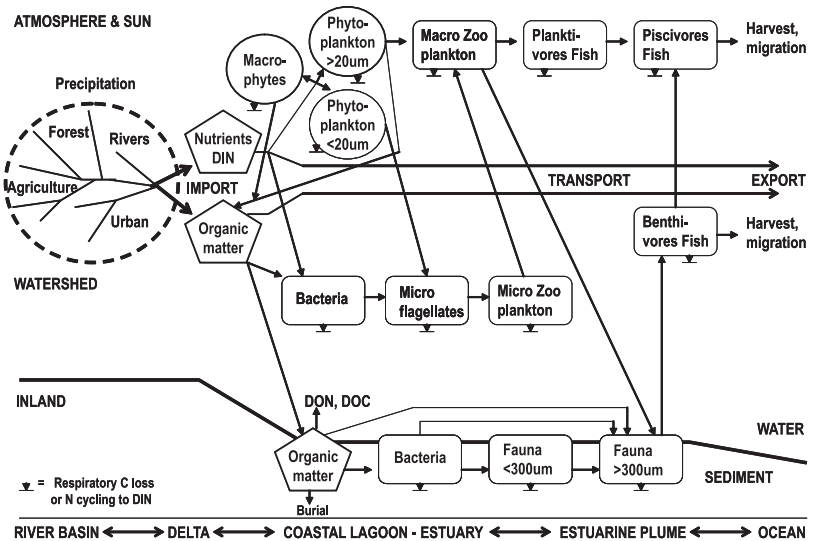 ATMOSPHERE & SUN
Phyto-
plankton
>20um
Macro Zoo
plankton
Plankti-
vores Fish
Piscivores
Fish
Harvest,
migration
Macro-
phytes
Precipitation
Phyto-
plankton
<20um
Forest
Rivers
Nutrients
DIN
Agriculture
IMPORT
TRANSPORT
EXPORT
Urban
Organic
matter
Benthi-
vores Fish
Harvest,
migration
WATERSHED
Bacteria
Micro
flagellates
Micro Zoo
plankton
INLAND
DON, DOC
WATER
Organic
matter
Bacteria
Fauna
<300um
Fauna
>300um
SEDIMENT
= Respiratory C loss
or N cycling to DIN
Burial
RIVER BASIN
DELTA
COASTAL LAGOON - ESTUARY
ESTUARINE PLUME
OCEAN